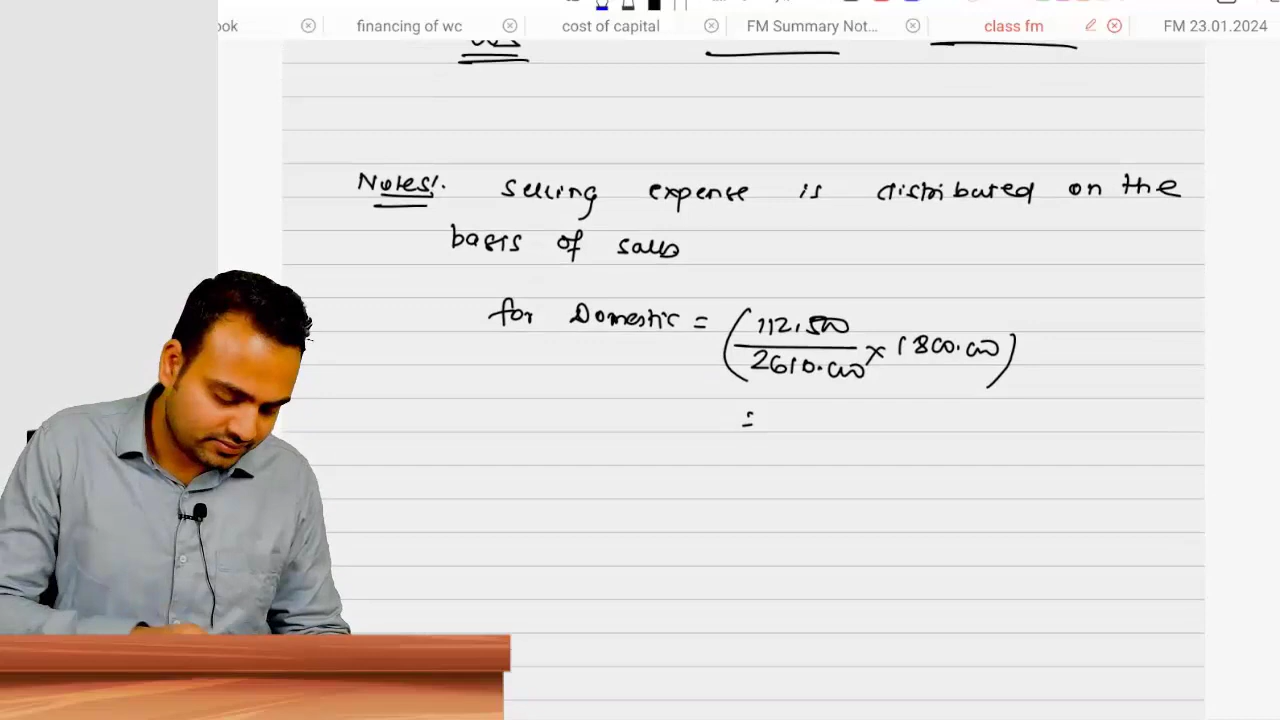 ook financing of wc cost of capital FM Summary Not... class fm FM 23.01.2024
Notes:. Selling expense is distributed on the
basis of sales
for Domestic = (112,500 / 2610.000 × 1800.000)
=